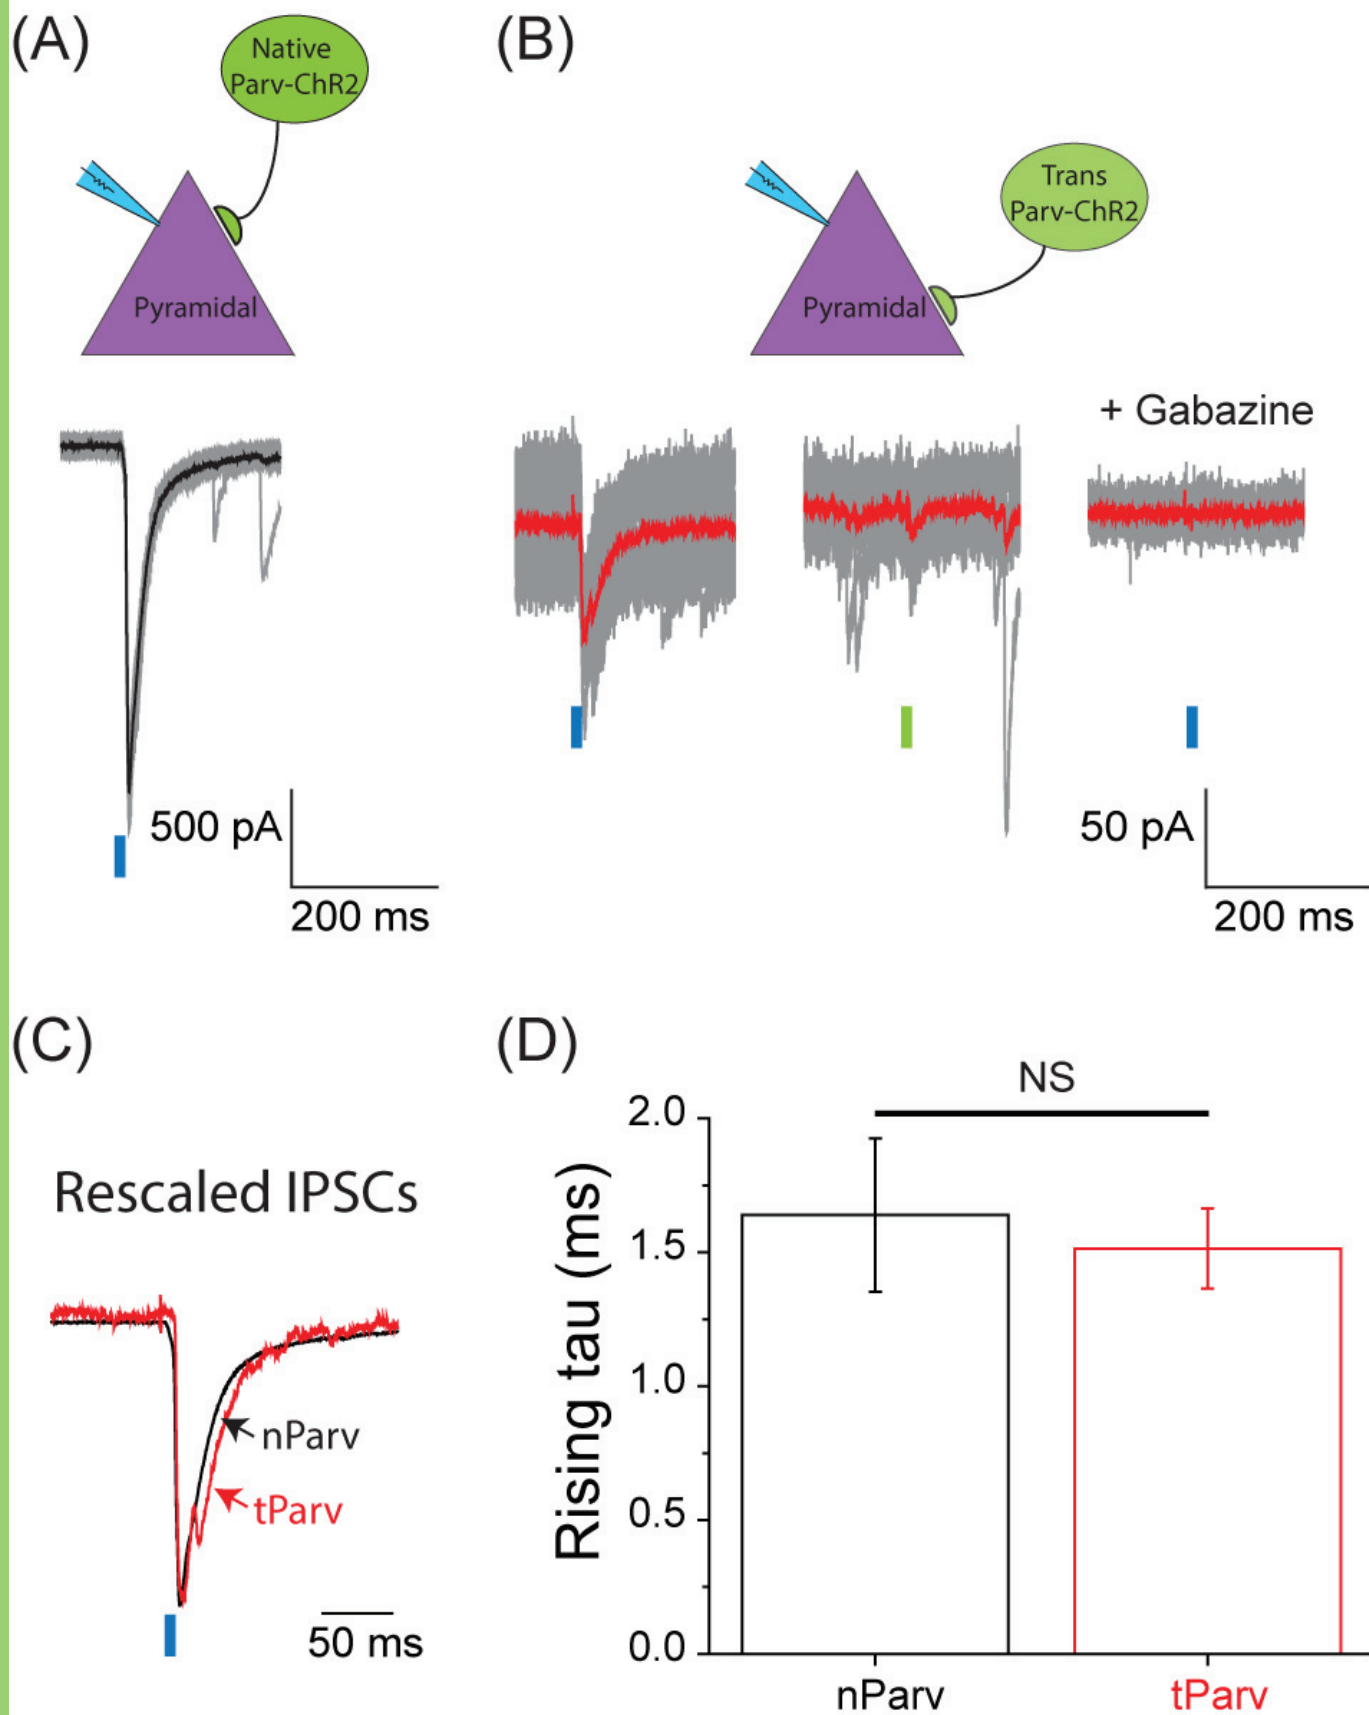 (A)
Native
Parv-ChR2
Pyramidal
500 pA
200 ms
(B)
Trans
Parv-ChR2
Pyramidal
+ Gabazine
50 pA
200 ms
(C)
Rescaled IPSCs
nParv
tParv
50 ms
(D)
NS
Rising tau (ms)
2.0
1.5
1.0
0.5
0.0
nParv
tParv